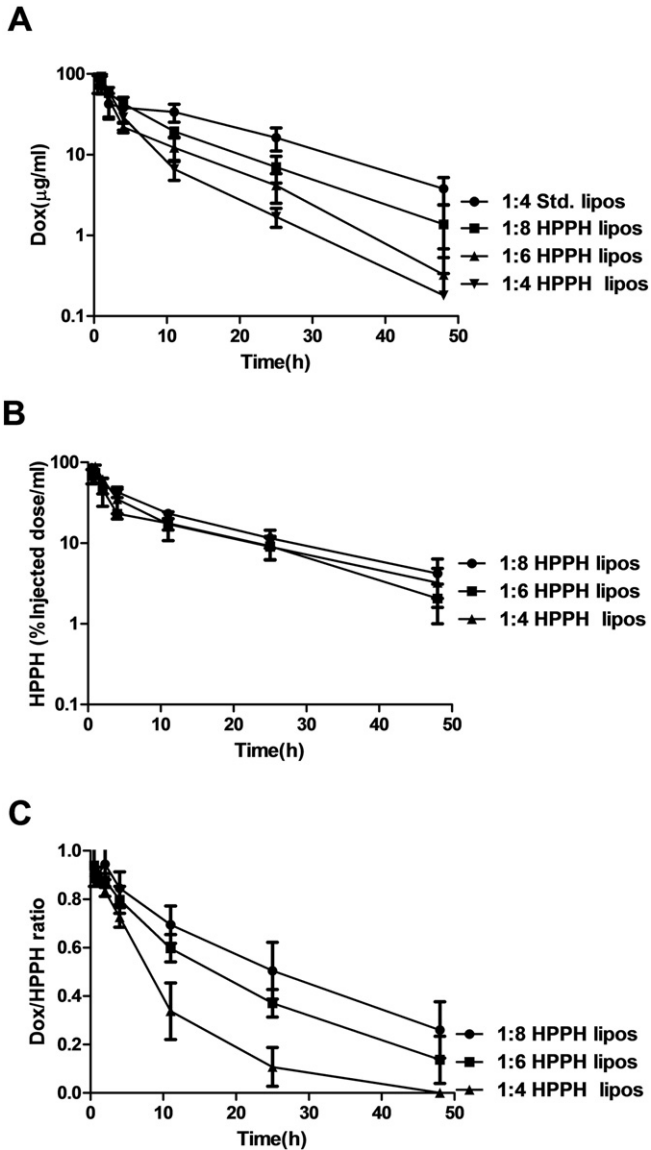 A
Dox(µg/ml)
100
10
1
0.1
0 10 20 30 40 50
Time(h)
1:4 Std. lipos
1:8 HPPH lipos
1:6 HPPH lipos
1:4 HPPH lipos
B
HPPH (%Injected dose/ml)
100
10
1
0.1
0 10 20 30 40 50
Time(h)
1:8 HPPH lipos
1:6 HPPH lipos
1:4 HPPH lipos
C
Dox/HPPH ratio
1.0
0.8
0.6
0.4
0.2
0.0
0 10 20 30 40 50
Time(h)
1:8 HPPH lipos
1:6 HPPH lipos
1:4 HPPH lipos